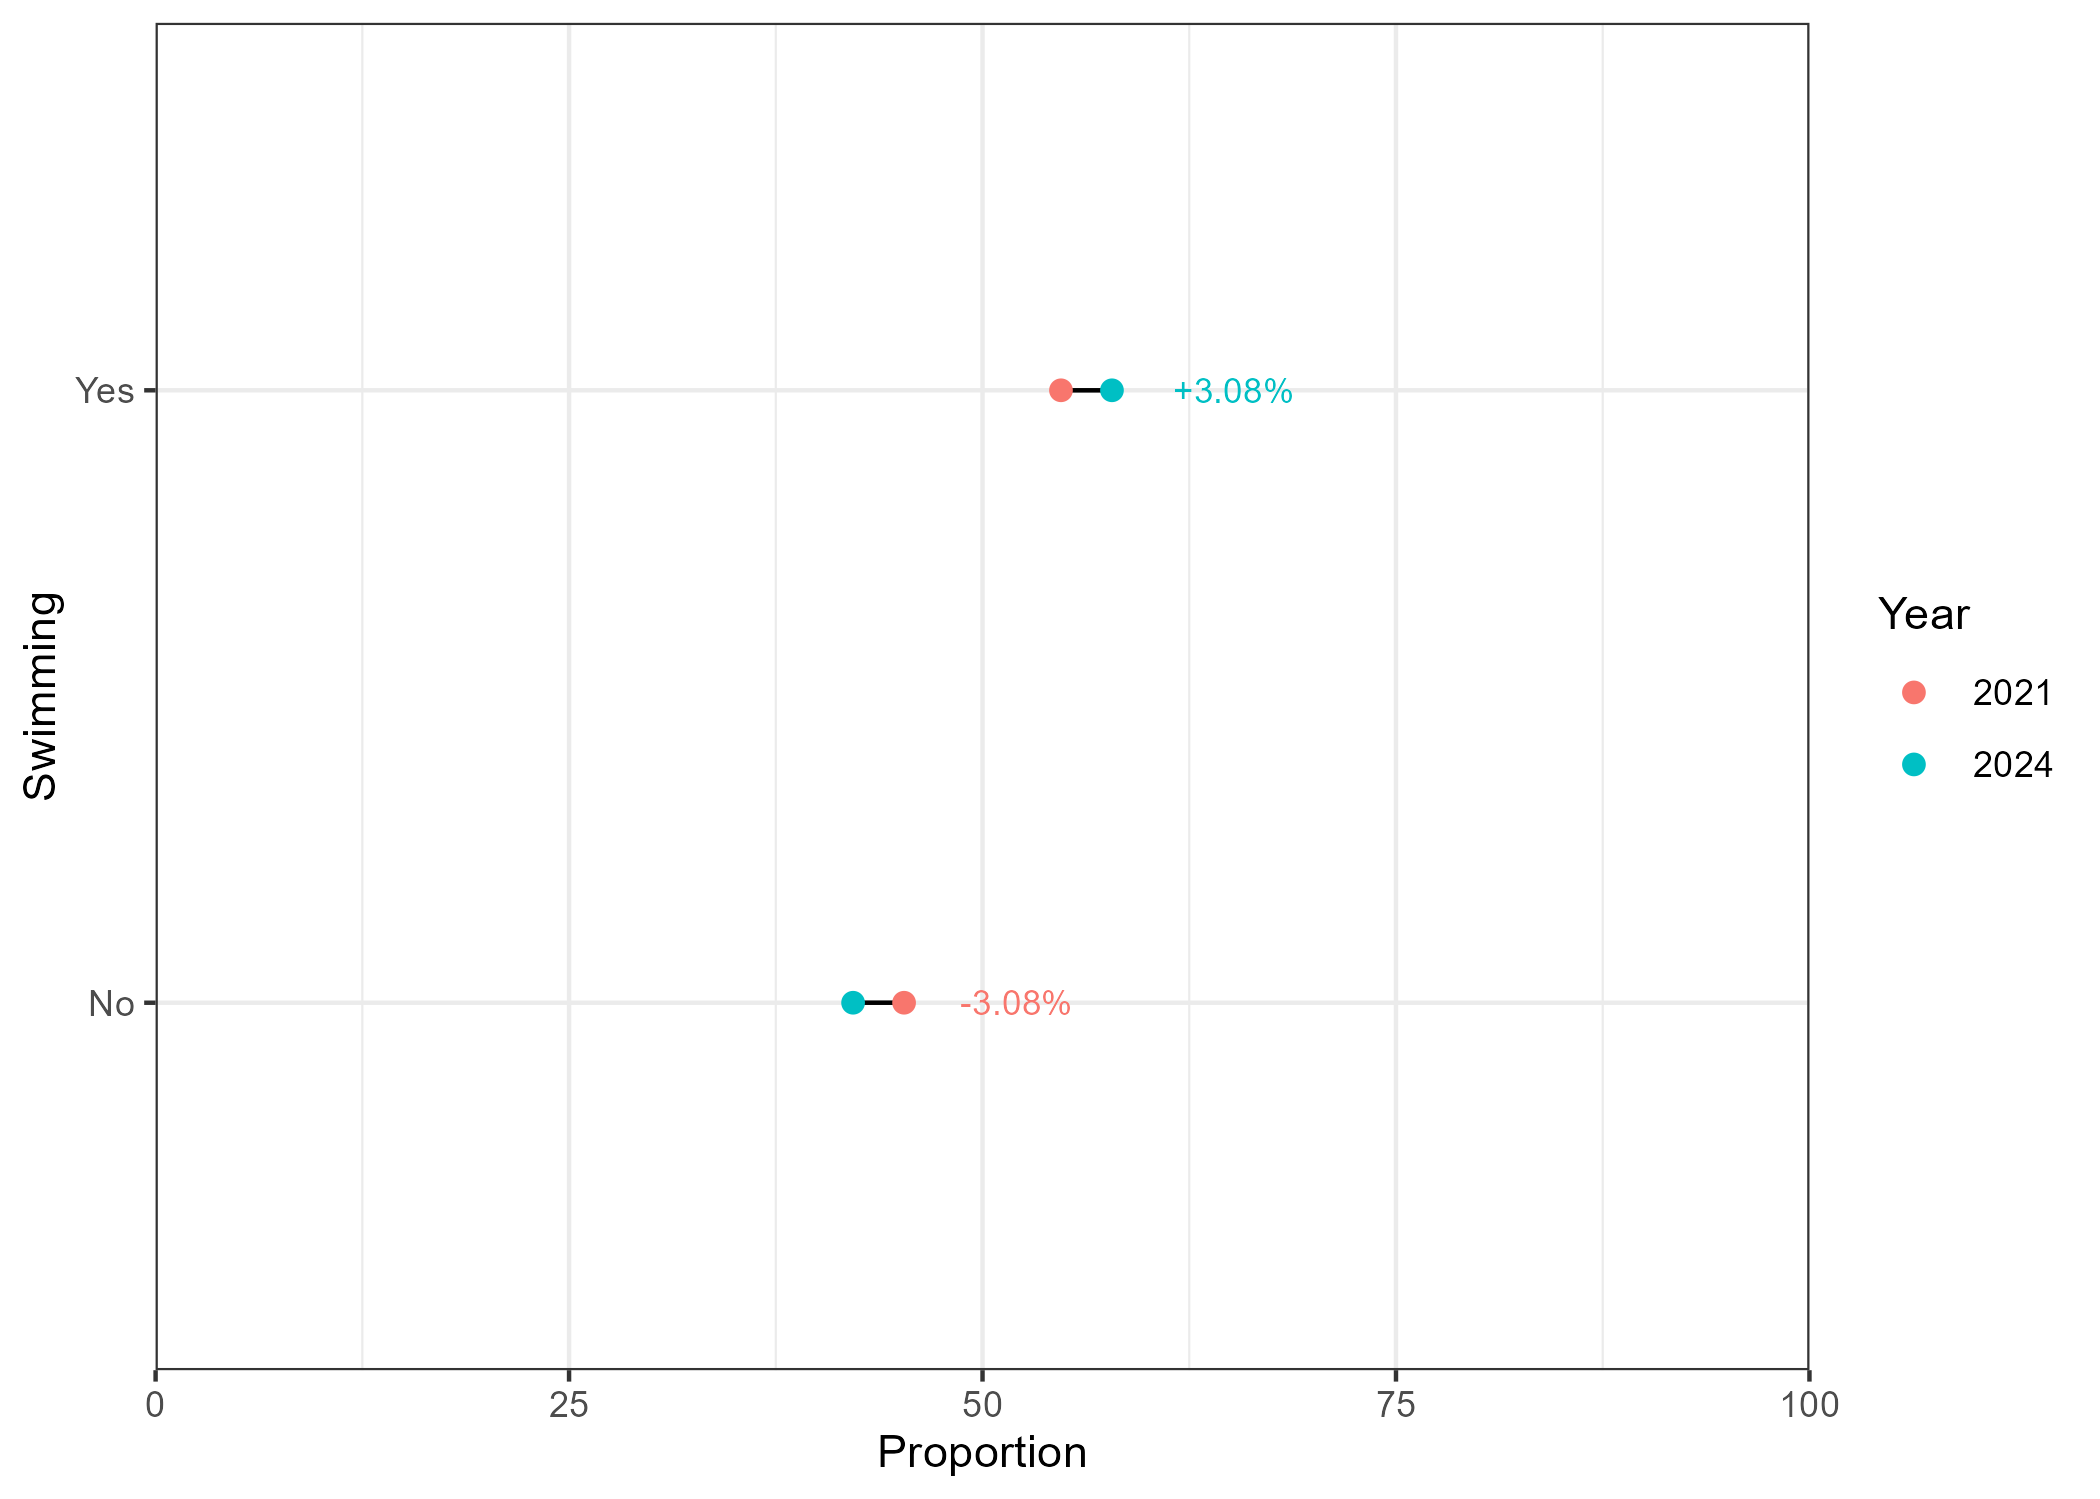 Yes
+3.08%
Swimming
Year
2021
2024
No
-3.08%
0
25
50
75
100
Proportion